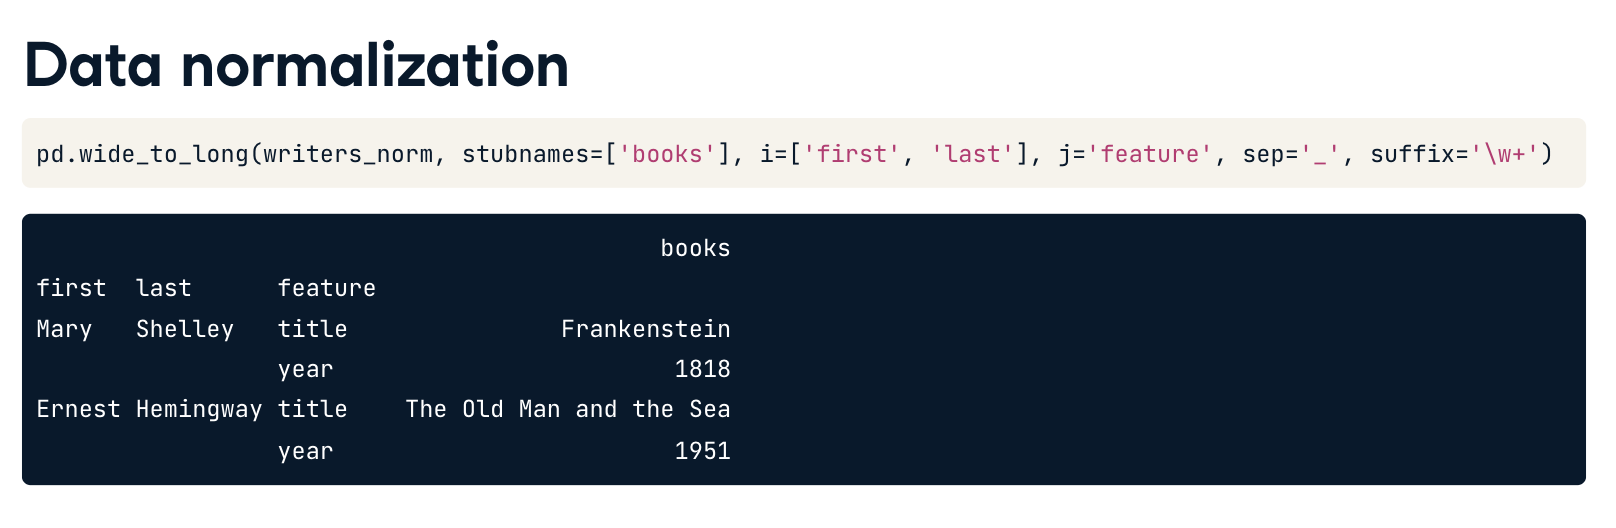 Data normalization
pd.wide_to_long(writers_norm, stubnames=['books'], i=['first', 'last'], j='feature', sep='_', suffix='\w+')
books
first last feature
Mary Shelley title Frankenstein
year 1818
Ernest Hemingway title The Old Man and the Sea
year 1951